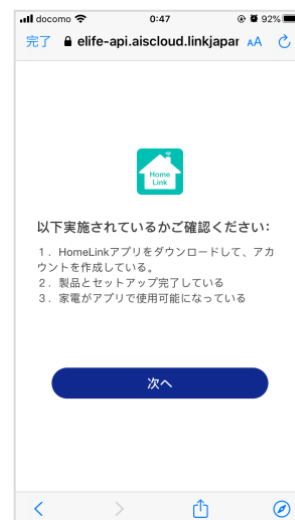 docomo 0:47 92%
完了 elife-api.aiscloud.linkjapar AA
Home
Link
以下実施されているかご確認ください:
1. HomeLinkアプリをダウンロードして、アカ
ウントを作成している。
2. 製品とセットアップ完了している
3. 家電がアプリで使用可能になっている
次へ